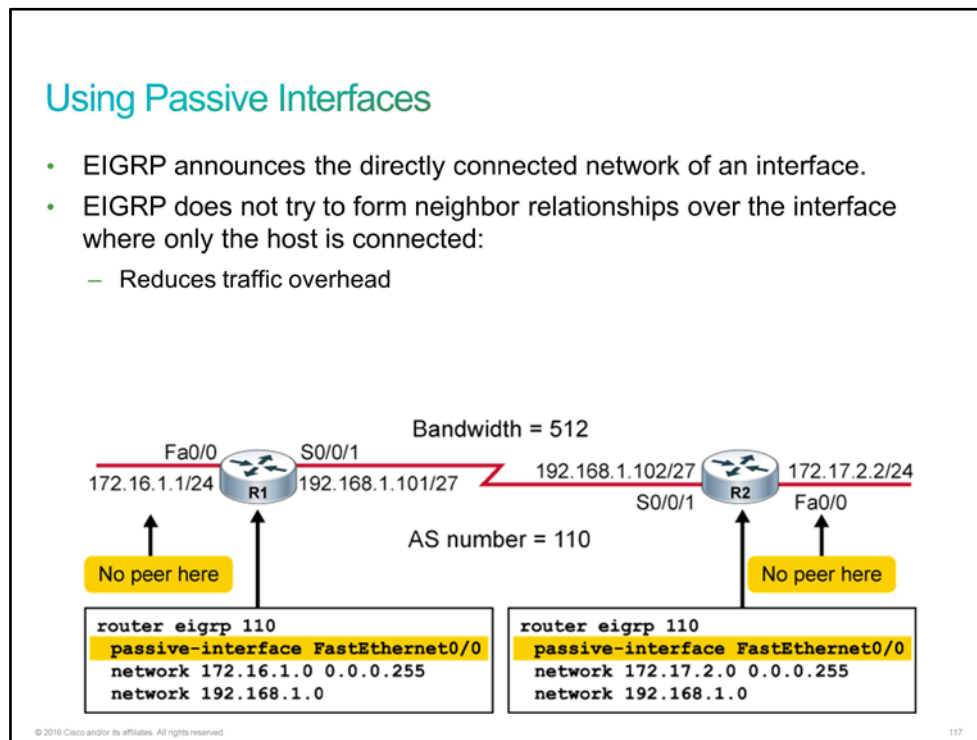 Using Passive Interfaces
• EIGRP announces the directly connected network of an interface.
• EIGRP does not try to form neighbor relationships over the interface
where only the host is connected:
– Reduces traffic overhead
Bandwidth = 512
Fa0/0
S0/0/1
172.16.1.1/24
R1
192.168.1.101/27
192.168.1.102/27
R2
172.17.2.2/24
S0/0/1
Fa0/0
AS number = 110
No peer here
No peer here
router eigrp 110
passive-interface FastEthernet0/0
network 172.16.1.0 0.0.0.255
network 192.168.1.0
router eigrp 110
passive-interface FastEthernet0/0
network 172.17.2.0 0.0.0.255
network 192.168.1.0
© 2016 Cisco and/or its affiliates. All rights reserved.
117